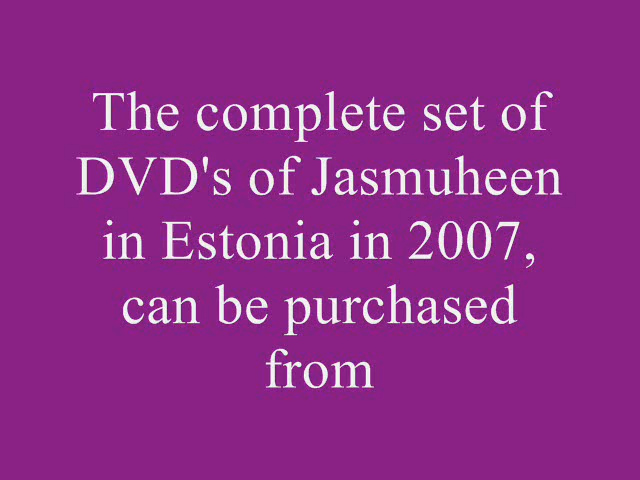 The complete set of
DVD's of Jasmuheen
in Estonia in 2007,
can be purchased
from